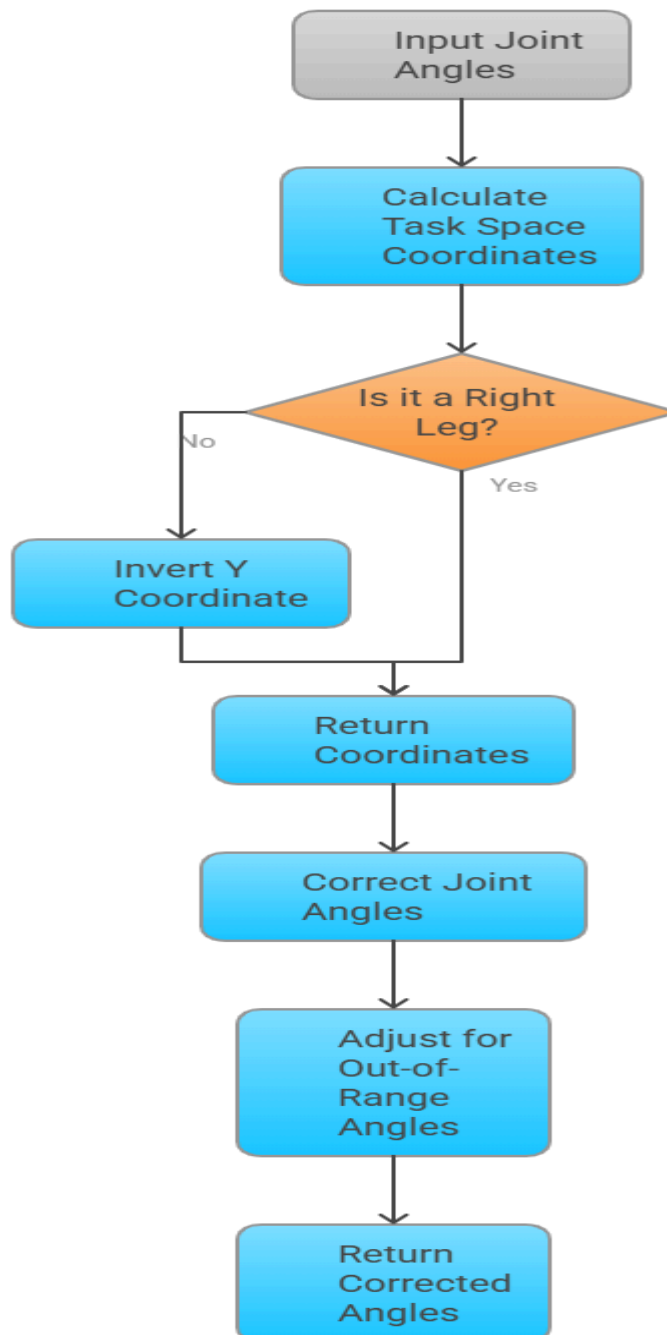 Input Joint
Angles
Calculate
Task Space
Coordinates
Is it a Right
Leg?
No
Yes
Invert Y
Coordinate
Return
Coordinates
Correct Joint
Angles
Adjust for
Out-of-
Range
Angles
Return
Corrected
Angles